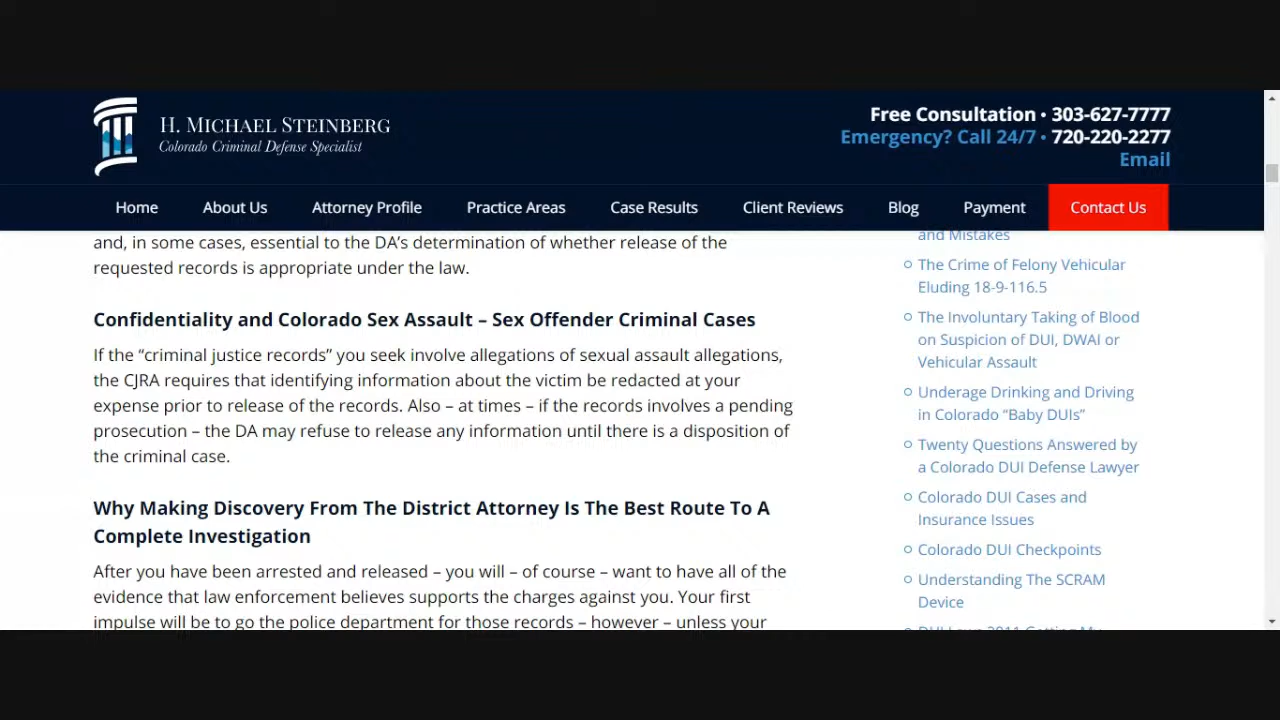 H. MICHAEL STEINBERG
Colorado Criminal Defense Specialist
Free Consultation • 303-627-7777
Emergency? Call 24/7 • 720-220-2277
Email
Home About Us Attorney Profile Practice Areas Case Results Client Reviews Blog Payment Contact Us
and, in some cases, essential to the DA’s determination of whether release of the
requested records is appropriate under the law.
Confidentiality and Colorado Sex Assault – Sex Offender Criminal Cases
If the “criminal justice records” you seek involve allegations of sexual assault allegations,
the CJRA requires that identifying information about the victim be redacted at your
expense prior to release of the records. Also – at times – if the records involves a pending
prosecution – the DA may refuse to release any information until there is a disposition of
the criminal case.
Why Making Discovery From The District Attorney Is The Best Route To A
Complete Investigation
After you have been arrested and released – you will – of course – want to have all of the
evidence that law enforcement believes supports the charges against you. Your first
impulse will be to go the police department for those records – however – unless your
and Mistakes
The Crime of Felony Vehicular
Eluding 18-9-116.5
The Involuntary Taking of Blood
on Suspicion of DUI, DWAI or
Vehicular Assault
Underage Drinking and Driving
in Colorado “Baby DUIs”
Twenty Questions Answered by
a Colorado DUI Defense Lawyer
Colorado DUI Cases and
Insurance Issues
Colorado DUI Checkpoints
Understanding The SCRAM
Device
DUI Laws 2011 Getting My